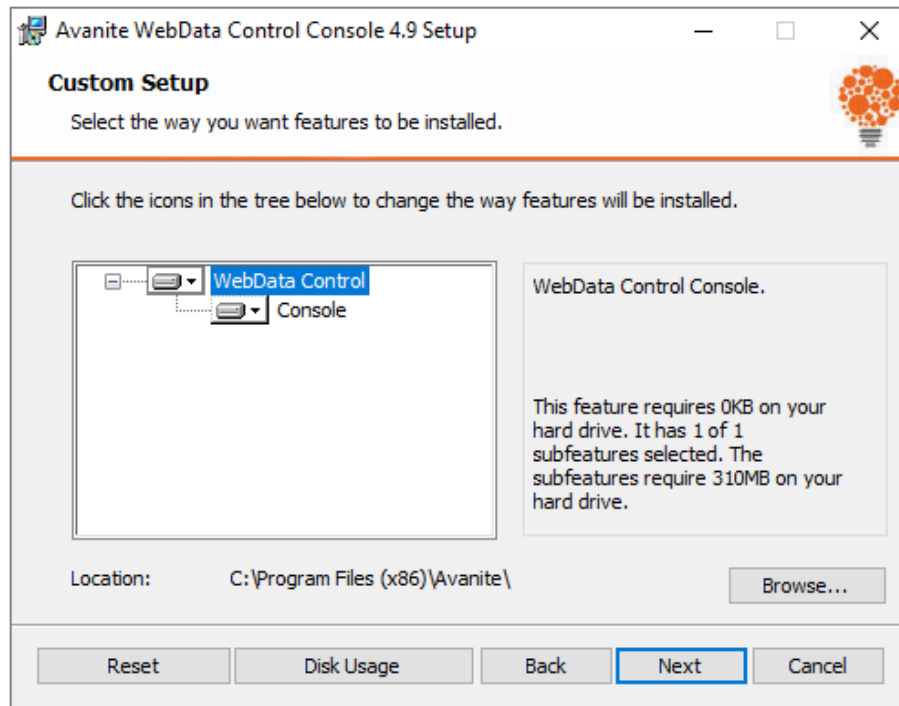 Avanite WebData Control Console 4.9 Setup
Custom Setup
Select the way you want features to be installed.
Click the icons in the tree below to change the way features will be installed.
WebData Control
Console
WebData Control Console.
This feature requires 0KB on your
hard drive. It has 1 of 1
subfeatures selected. The
subfeatures require 310MB on your
hard drive.
Location: C:\Program Files (x86)\Avanite\
Browse...
Reset Disk Usage Back Next Cancel